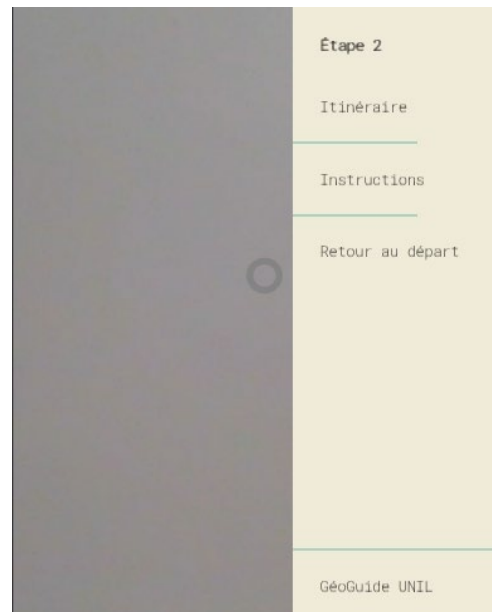 Étape 2
Itinéraire
Instructions
Retour au départ
GéoGuide UNIL